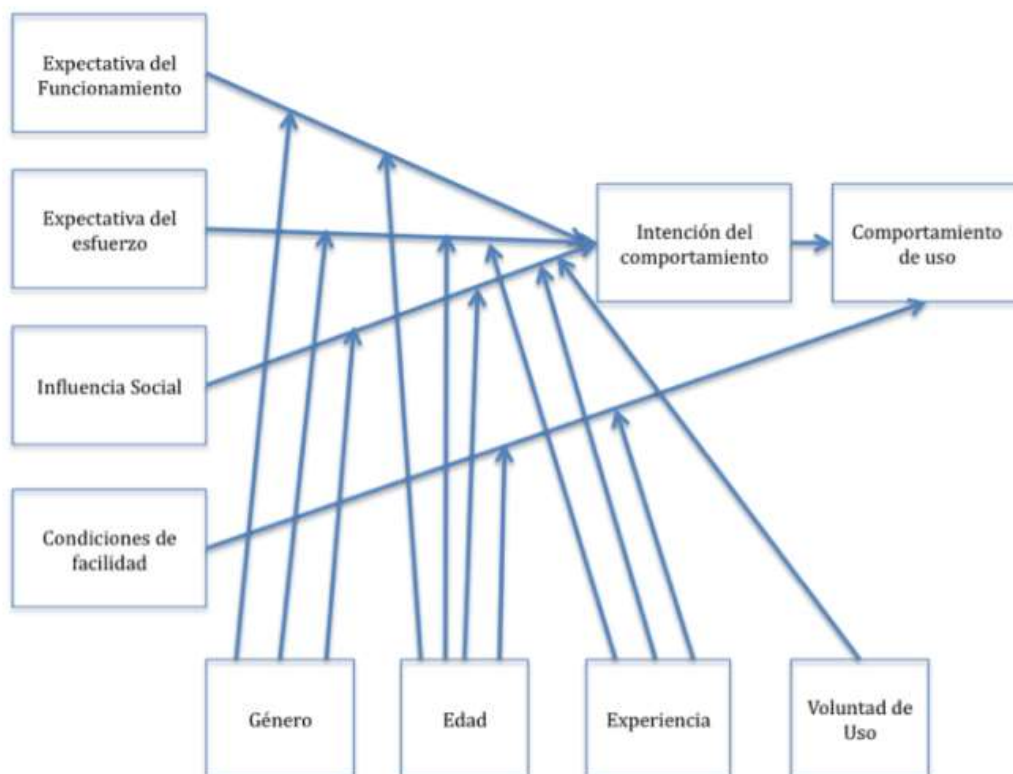 Expectativa del
Funcionamiento
Expectativa del
esfuerzo
Intención del
comportamiento
Comportamiento
de uso
Influencia Social
Condiciones de
facilidad
Género
Edad
Experiencia
Voluntad de
Uso